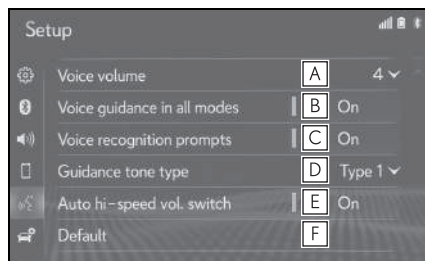 Setup
Voice volume A 4
Voice guidance in all modes B On
Voice recognition prompts C On
Guidance tone type D Type 1
Auto hi-speed vol. switch E On
Default F